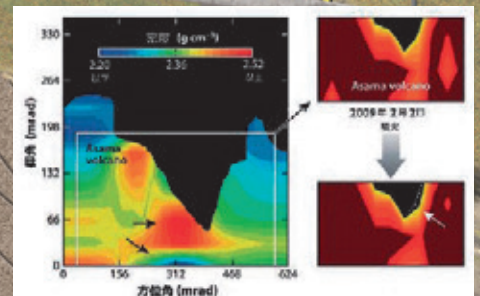 密度 (g·cm⁻³)
2.20 2.36 2.52
以上
仰角 (mrad)
330
264
198
132
66
0
Asama
volcano
0 156 312 468 624
方位角 (mrad)
Asama volcano
2009年2月2日
噴火